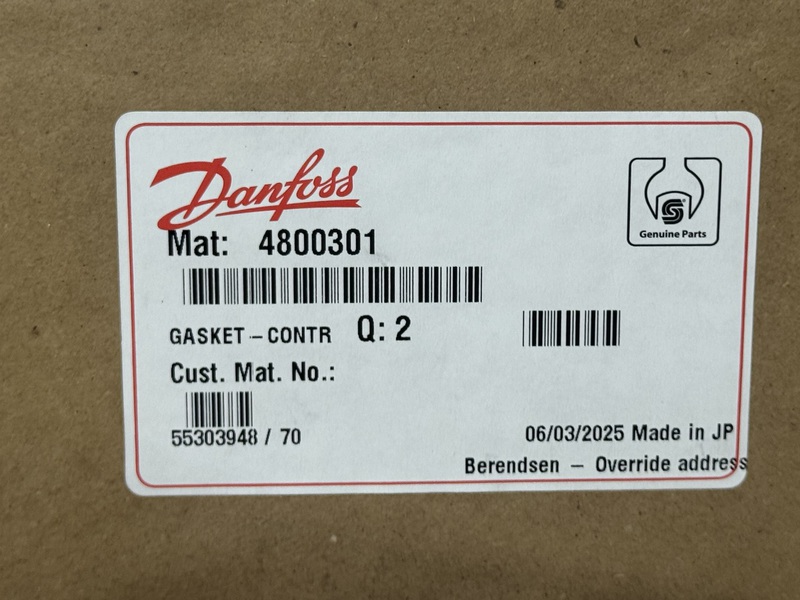 Danfoss
Genuine Parts
Mat: 4800301
GASKET-CONTR Q: 2
Cust. Mat. No.:
55303948 / 70
06/03/2025 Made in JP
Berendsen - Override address